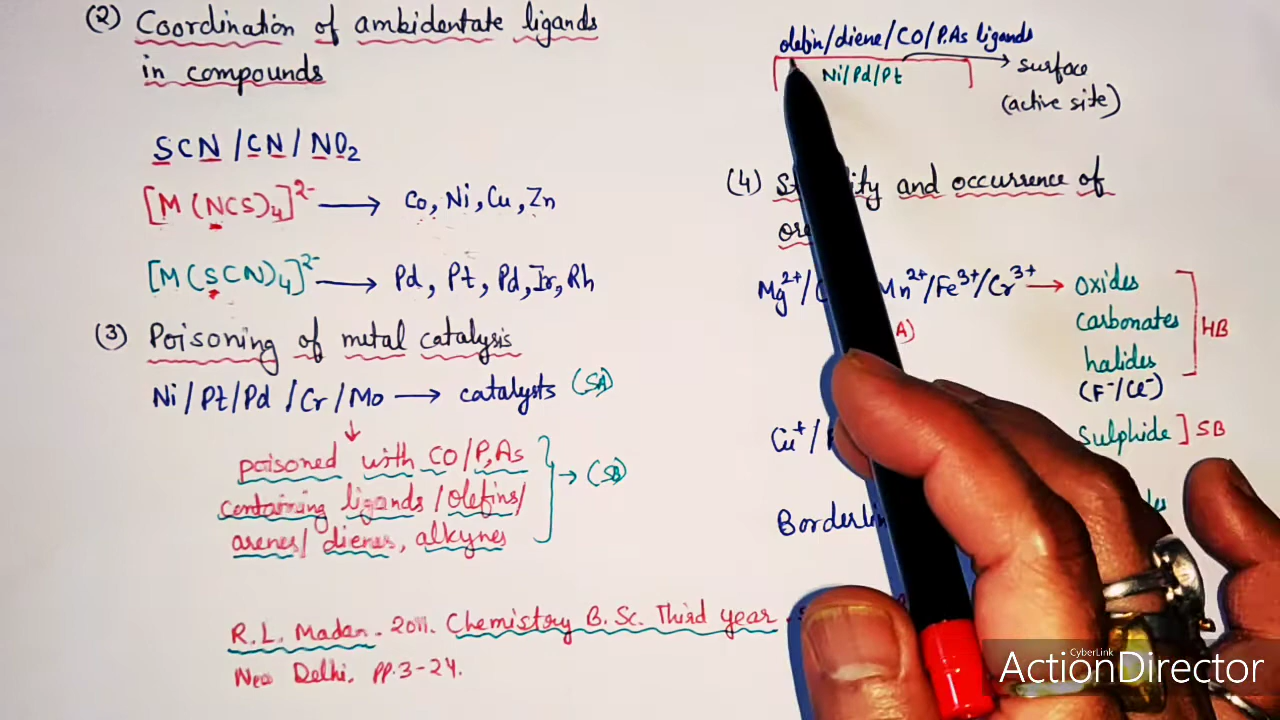 (2) Coordination of ambidentate ligands
in compounds
SCN / CN / NO₂
[M(NCS)₄]²⁻ → Co, Ni, Cu, Zn
[M(SCN)₄]²⁻ → Pd, Pt, Pd, Ir, Rh
(3) Poisoning of metal catalysis
Ni / Pt / Pd / Cr / Mo → catalysts (SA)
↓
poisoned with CO/P,As
containing ligands / olefins/
arenes/ dienes, alkynes
→ (SB)
R.L. Madan. 2011. Chemistry B.Sc. Third year.
New Delhi. pp.3-24.
olefin/diene/CO/P.As ligands
Ni/Pd/Pt
→ surface
(active site)
(4) and occurrence of
Mg²⁺/ Mn²⁺/Fe³⁺/Cr³⁺ → oxides
carbonates
halides
(F⁻/Cl⁻)
] HB
A)
Cu⁺/ Sulphide ] SB
CyberLink
ActionDirector